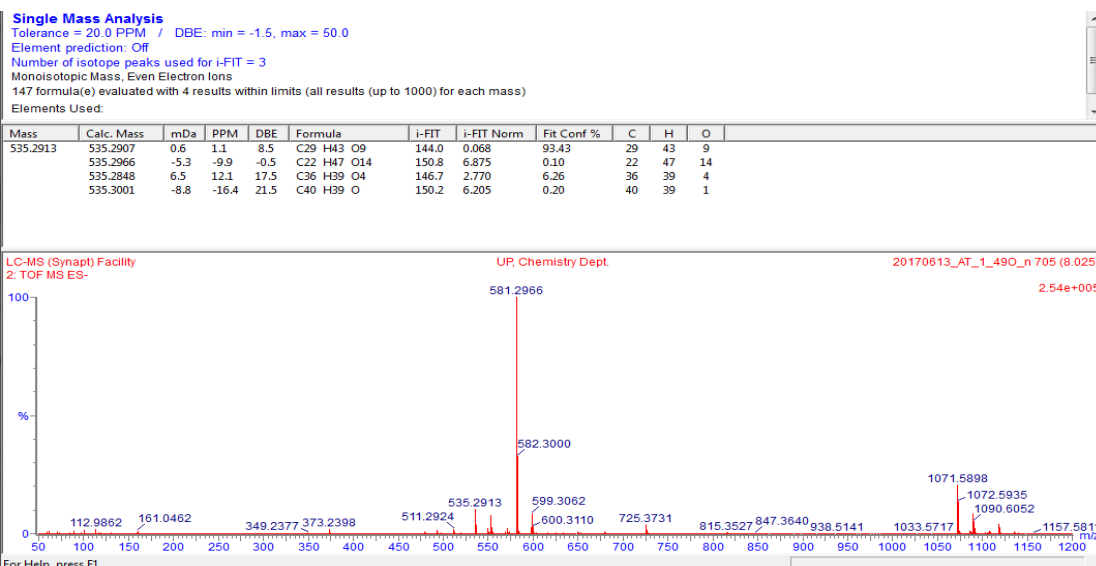 Single Mass Analysis
Tolerance = 20.0 PPM / DBE: min = -1.5, max = 50.0
Element prediction: Off
Number of isotope peaks used for i-FIT = 3
Monoisotopic Mass, Even Electron Ions
147 formula(e) evaluated with 4 results within limits (all results (up to 1000) for each mass)
Elements Used:
Mass Calc. Mass mDa PPM DBE Formula i-FIT i-FIT Norm Fit Conf % C H O
535.2913 535.2907 0.6 1.1 8.5 C29 H43 O9 144.0 0.068 93.43 29 43 9
535.2966 -5.3 -9.9 -0.5 C22 H47 O14 150.8 6.875 0.10 22 47 14
535.2848 6.5 12.1 17.5 C36 H39 O4 146.7 2.770 6.26 36 39 4
535.3001 -8.8 -16.4 21.5 C40 H39 O 150.2 6.205 0.20 40 39 1
LC-MS (Synapt) Facility UP, Chemistry Dept. 20170613_AT_1_49O_n 705 (8.025
2: TOF MS ES-
2.54e+005
581.2966
100
%
582.3000
1071.5898
1072.5935
535.2913 599.3062 1090.6052
112.9862 161.0462 349.2377 373.2398 511.2924 600.3110 725.3731 815.3527 847.3640 938.5141 1033.5717 1157.581
0
m/z
50 100 150 200 250 300 350 400 450 500 550 600 650 700 750 800 850 900 950 1000 1050 1100 1150 1200
For Help, press F1